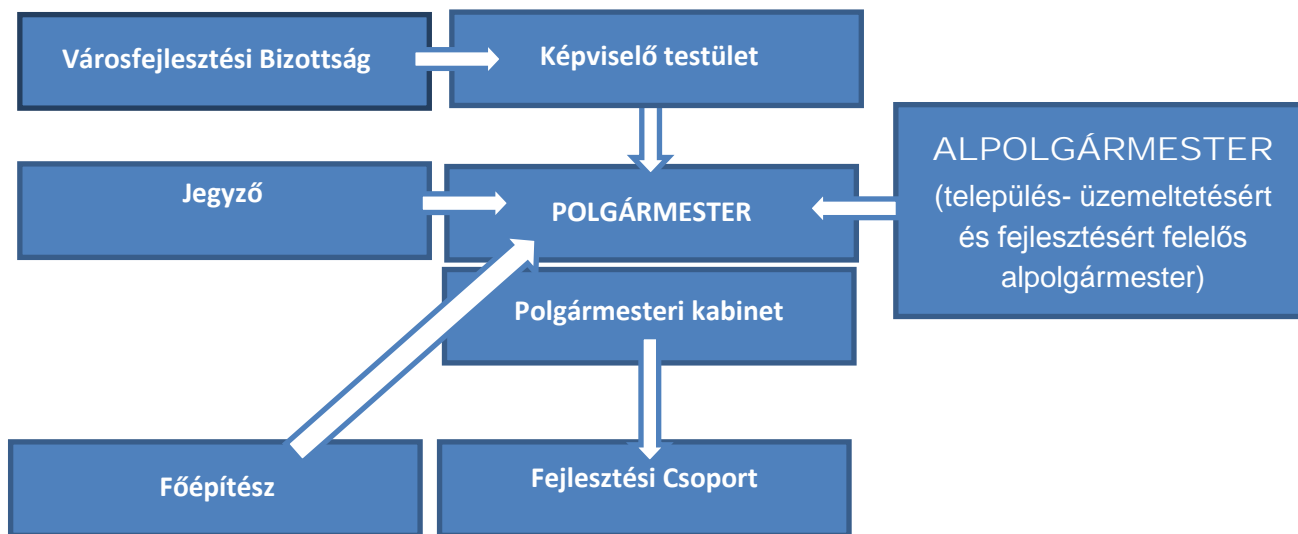 Városfejlesztési Bizottság
Képviselő testület
Jegyző
POLGÁRMESTER
ALPOLGÁRMESTER
(település- üzemeltetésért
és fejlesztésért felelős
alpolgármester)
Polgármesteri kabinet
Főépítész
Fejlesztési Csoport